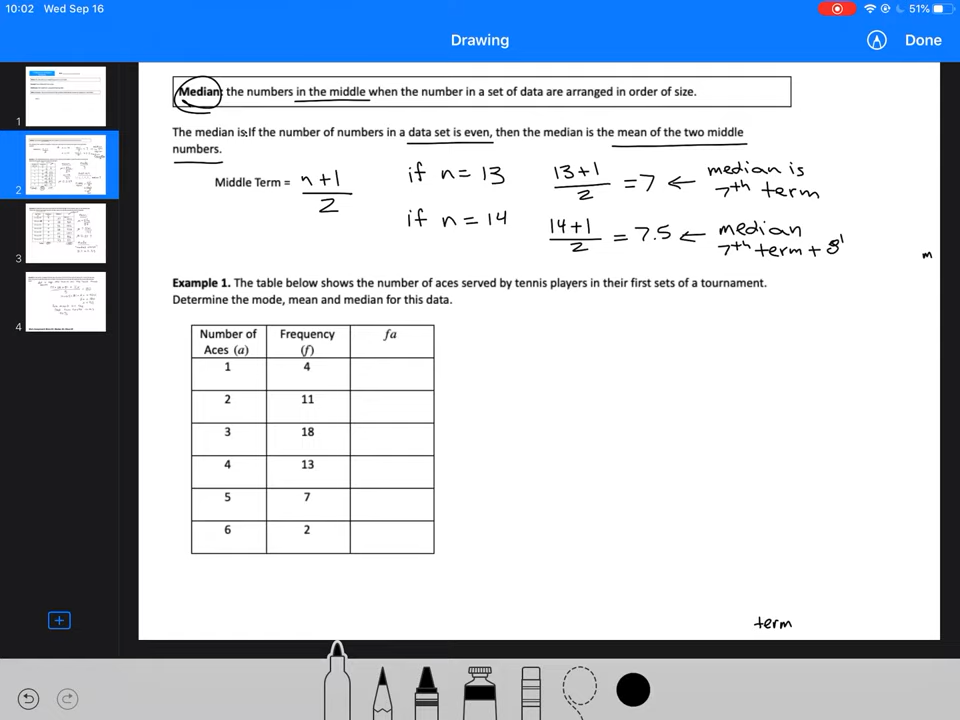 10:02 Wed Sep 16 51%
Drawing Done
1
2
3
4
Median: the numbers in the middle when the number in a set of data are arranged in order of size.
The median is:If the number of numbers in a data set is even, then the median is the mean of the two middle
numbers.
Middle Term = n+1
2
if n = 13 13+1
2 = 7 ← median is
7th term
if n = 14 14+1
2 = 7.5 ← median
7th term + 8
m
Example 1. The table below shows the number of aces served by tennis players in their first sets of a tournament.
Determine the mode, mean and median for this data.
Number of Frequency fa
Aces (a) (f)
1 4
2 11
3 18
4 13
5 7
6 2
term